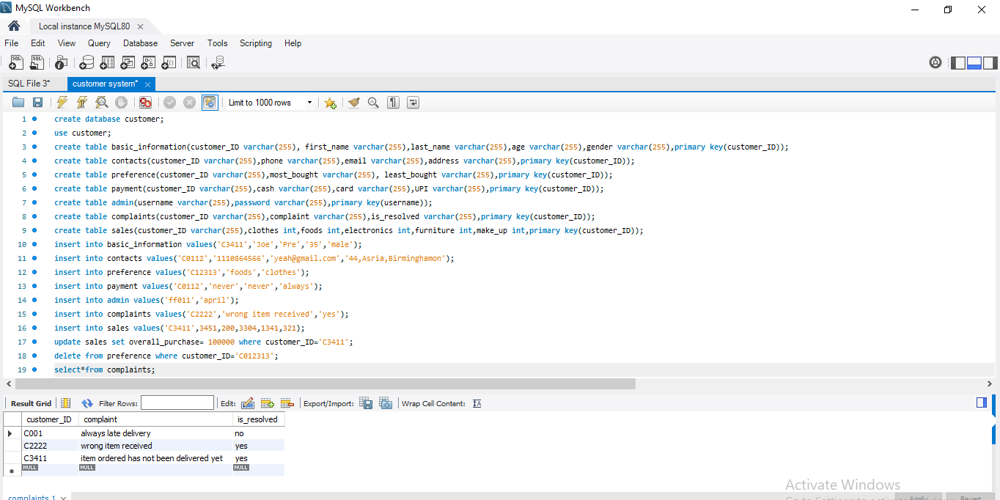 MySQL Workbench
Local instance MySQL80
File Edit View Query Database Server Tools Scripting Help
SQL File 3* customer system*
Limit to 1000 rows
1 create database customer;
2 use customer;
3 create table basic_information(customer_ID varchar(255), first_name varchar(255),last_name varchar(255),age varchar(255),gender varchar(255),primary key(customer_ID));
4 create table contacts(customer_ID varchar(255),phone varchar(255),email varchar(255),address varchar(255),primary key(customer_ID));
5 create table preference(customer_ID varchar(255),most_bought varchar(255), least_bought varchar(255),primary key(customer_ID));
6 create table payment(customer_ID varchar(255),cash varchar(255),card varchar(255),UPI varchar(255),primary key(customer_ID));
7 create table admin(username varchar(255),password varchar(255),primary key(username));
8 create table complaints(customer_ID varchar(255),complaint varchar(255),is_resolved varchar(255),primary key(customer_ID));
9 create table sales(customer_ID varchar(255),clothes int,foods int,electronics int,furniture int,make_up int,primary key(customer_ID));
10 insert into basic_information values('C3411','Joe','Pre','35','male');
11 insert into contacts values('C0112','1110864566','yeah@gmail.com','44,Asria,Birminghamon');
12 insert into preference values('C12313','foods','clothes');
13 insert into payment values('C0112','never','never','always');
14 insert into admin values('ff011','april');
15 insert into complaints values('C2222','wrong item received','yes');
16 insert into sales values('C3411',3451,200,3304,1341,321);
17 update sales set overall_purchase= 100000 where customer_ID='C3411';
18 delete from preference where customer_ID='C012313';
19 select*from complaints;
Result Grid Filter Rows: Edit: Export/Import: Wrap Cell Content:
customer_ID complaint is_resolved
C001 always late delivery no
C2222 wrong item received yes
C3411 item ordered has not been delivered yet yes
NULL NULL NULL
Activate Windows
complaints 1
Apply Revert